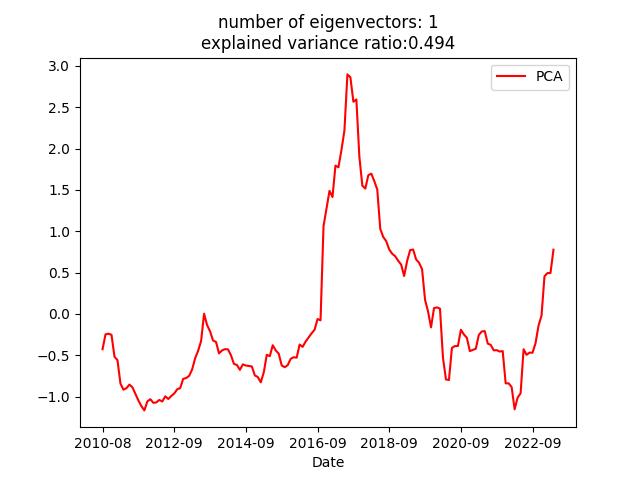 number of eigenvectors: 1
explained variance ratio:0.494
PCA
3.0
2.5
2.0
1.5
1.0
0.5
0.0
−0.5
−1.0
2010-08 2012-09 2014-09 2016-09 2018-09 2020-09 2022-09
Date